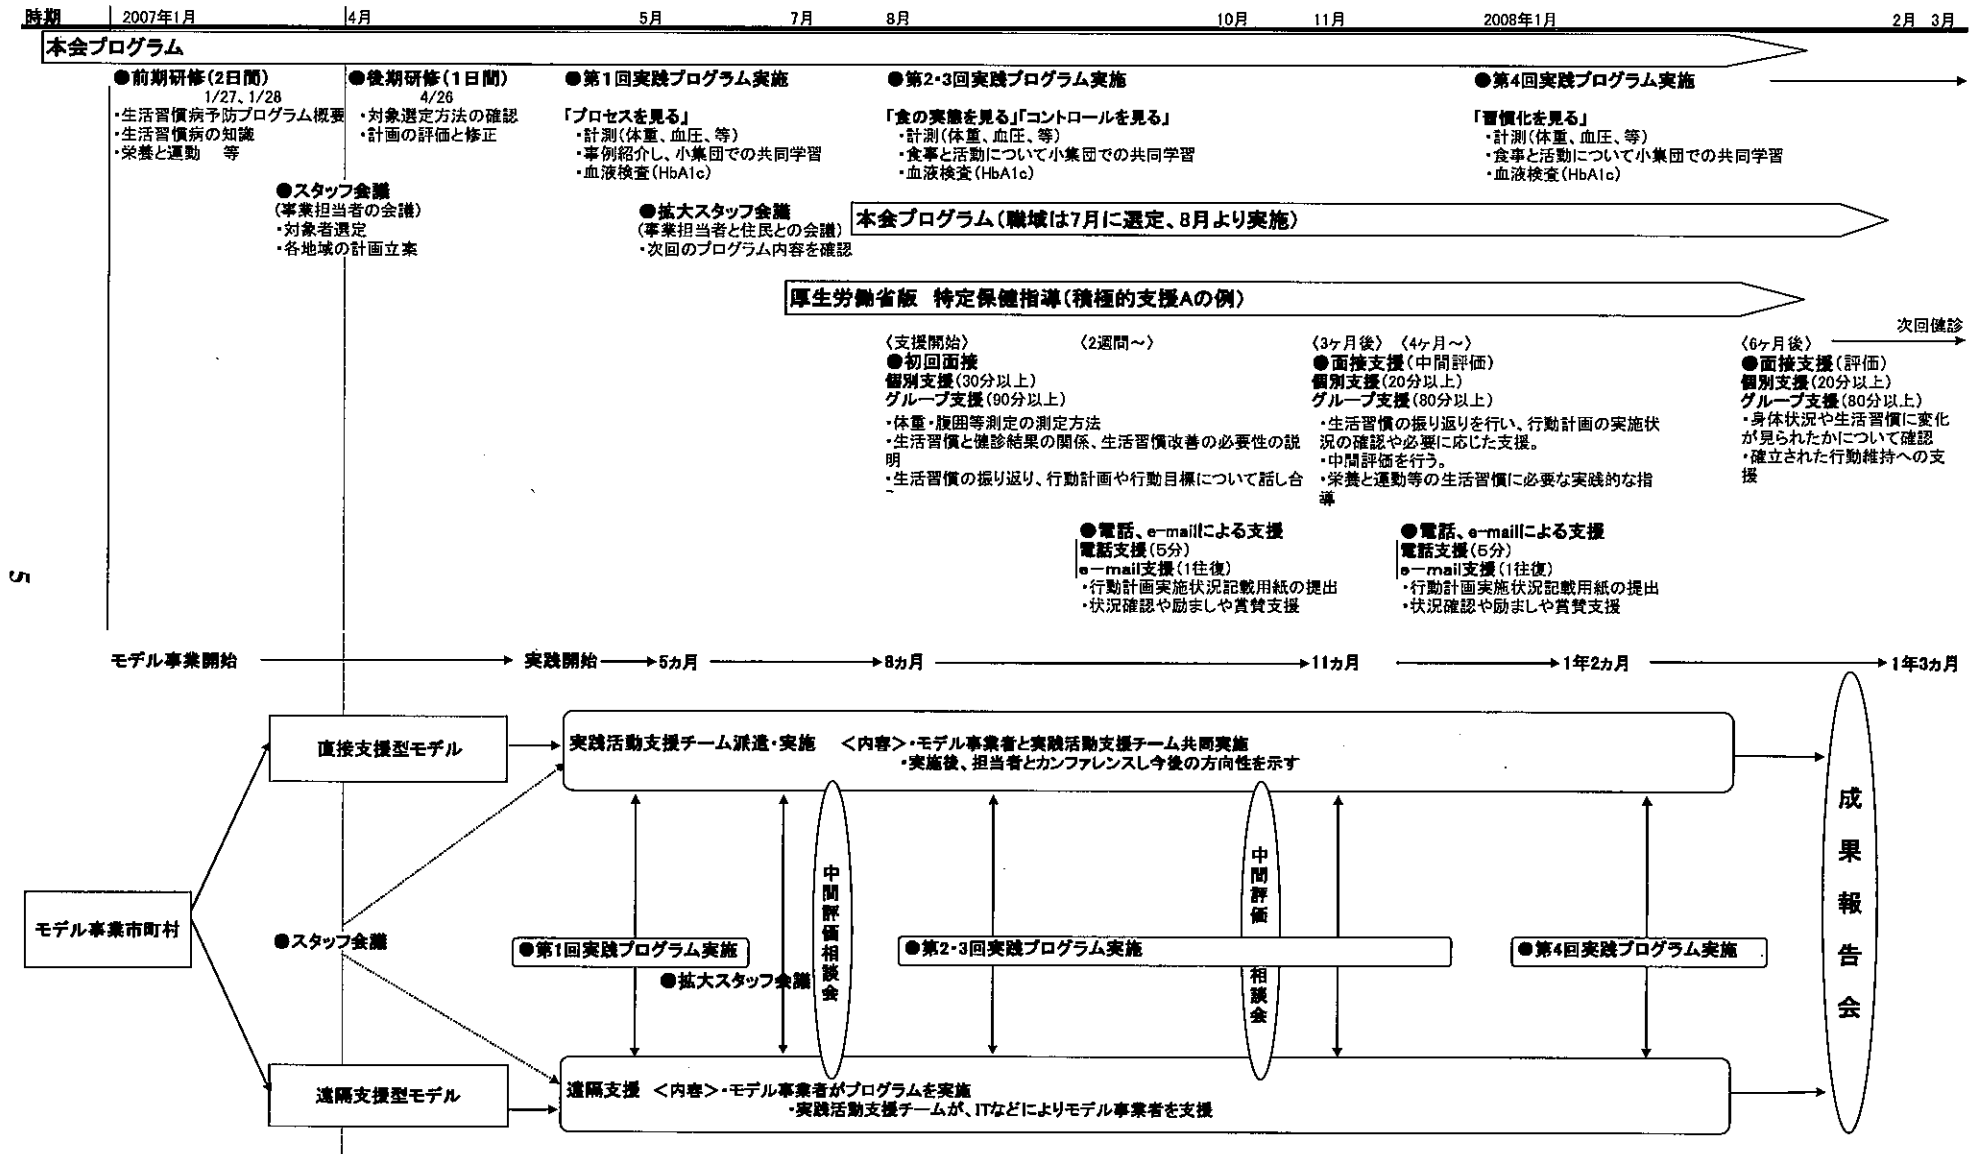 時期 2007年1月 4月 5月 7月 8月 10月 11月 2008年1月 2月 3月
本会プログラム
●前期研修(2日間)
1/27、1/28
・生活習慣病予防プログラム概要
・生活習慣病の知識
・栄養と運動 等
●後期研修(1日間)
4/26
・対象選定方法の確認
・計画の評価と修正
●第1回実践プログラム実施
「プロセスを見る」
・計測(体重、血圧、等)
・事例紹介し、小集団での共同学習
・血液検査(HbA1c)
●第2・3回実践プログラム実施
「食の実態を見る」「コントロールを見る」
・計測(体重、血圧、等)
・食事と活動について小集団での共同学習
・血液検査(HbA1c)
●第4回実践プログラム実施
「習慣化を見る」
・計測(体重、血圧、等)
・食事と活動について小集団での共同学習
・血液検査(HbA1c)
●スタッフ会議
(事業担当者の会議)
・対象者選定
・各地域の計画立案
●拡大スタッフ会議
(事業担当者と住民との会議)
・次回のプログラム内容を確認
本会プログラム(職域は7月に選定、8月より実施)
厚生労働省版 特定保健指導(積極的支援Aの例)
次回健診
〈支援開始〉
●初回面接
個別支援(30分以上)
グループ支援(90分以上)
・体重・腹囲等測定の測定方法
・生活習慣と健診結果の関係、生活習慣改善の必要性の説
明
・生活習慣の振り返り、行動計画や行動目標について話し合
〈2週間～〉
●電話、e-mailによる支援
電話支援(5分)
e-mail支援(1往復)
・行動計画実施状況記載用紙の提出
・状況確認や励ましや賞賛支援
〈3ヶ月後〉 〈4ヶ月～〉
●面接支援(中間評価)
個別支援(20分以上)
グループ支援(80分以上)
・生活習慣の振り返りを行い、行動計画の実施状
況の確認や必要に応じた支援。
・中間評価を行う。
・栄養と運動等の生活習慣に必要な実践的な指
導
●電話、e-mailによる支援
電話支援(5分)
e-mail支援(1往復)
・行動計画実施状況記載用紙の提出
・状況確認や励ましや賞賛支援
〈6ヶ月後〉
●面接支援(評価)
個別支援(20分以上)
グループ支援(80分以上)
・身体状況や生活習慣に変化
が見られたかについて確認
・確立された行動維持への支
援
5
モデル事業開始 実践開始 5カ月 8カ月 11カ月 1年2カ月 1年3カ月
直接支援型モデル
実践活動支援チーム派遣・実施 ＜内容＞・モデル事業者と実践活動支援チーム共同実施
・実施後、担当者とカンファレンスし今後の方向性を示す
モデル事業市町村
●スタッフ会議
●第1回実践プログラム実施
●拡大スタッフ会議
中間評価相談会
●第2・3回実践プログラム実施
中間評価相談会
●第4回実践プログラム実施
成果報告会
遠隔支援型モデル
遠隔支援 ＜内容＞・モデル事業者がプログラムを実施
・実践活動支援チームが、ITなどによりモデル事業者を支援